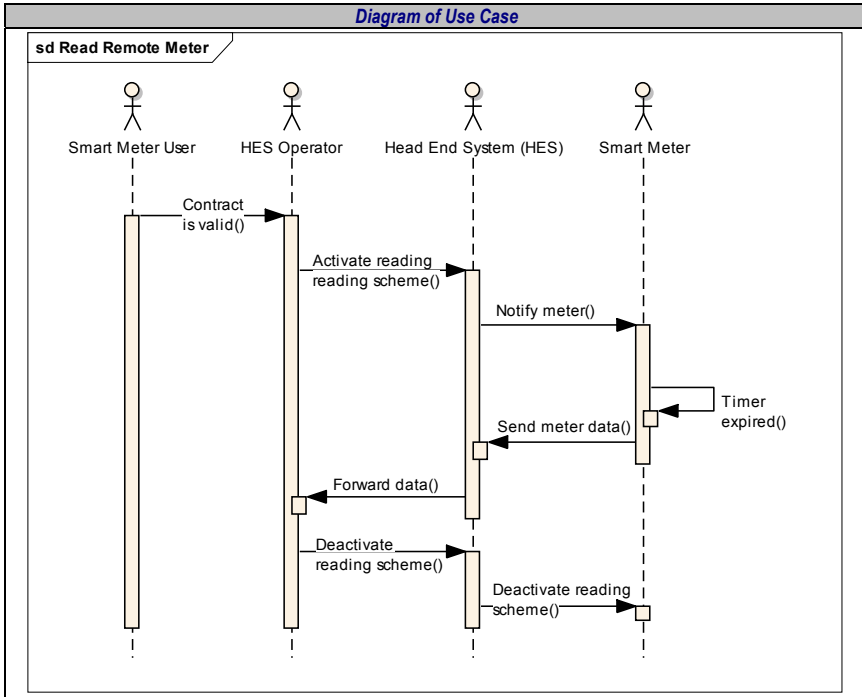 Diagram of Use Case
sd Read Remote Meter
Smart Meter User
HES Operator
Head End System (HES)
Smart Meter
Contract
is valid()
Activate reading
reading scheme()
Notify meter()
Timer
expired()
Send meter data()
Forward data()
Deactivate
reading scheme()
Deactivate reading
scheme()